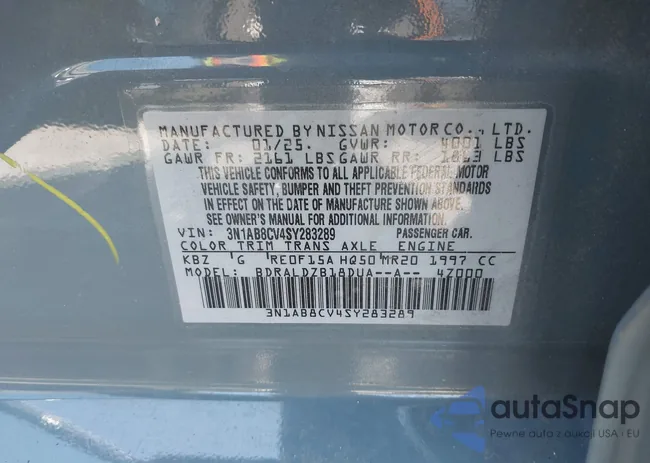 MANUFACTURED BY NISSAN MOTOR CO., LTD.
DATE: 01/25. GVWR: 4001 LBS
GAWR FR: 2161 LBS GAWR RR: 1863 LBS
THIS VEHICLE CONFORMS TO ALL APPLICABLE FEDERAL MOTOR
VEHICLE SAFETY, BUMPER AND THEFT PREVENTION STANDARDS
IN EFFECT ON THE DATE OF MANUFACTURE SHOWN ABOVE.
SEE OWNER'S MANUAL FOR ADDITIONAL INFORMATION.
VIN: 3N1AB8CV4SY283289 PASSENGER CAR.
COLOR TRIM TRANS AXLE ENGINE
KBZ G RE0F15A HQ50 MR20 1997 CC
MODEL: BDRALDZB18DUA--A-- 4Z000
3N1AB8CV4SY283289
autaSnap
Pewne auta z aukcji USA i EU